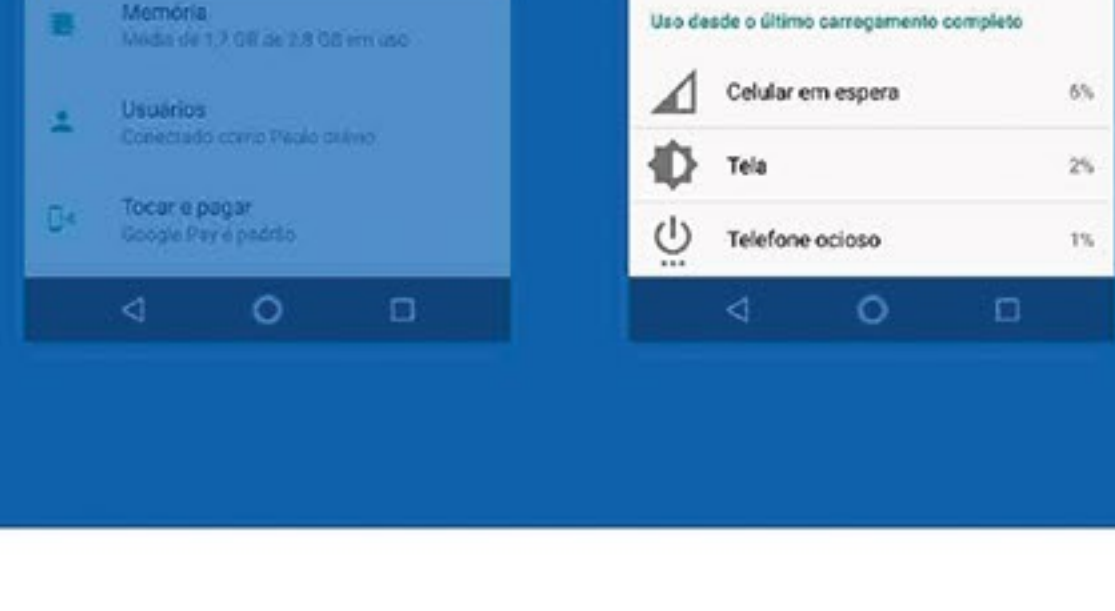 Memória
Média de 1,7 GB de 2,8 GB em uso
Usuários
Conectado como Paulo
Tocar e pagar
Google Pay é padrão
Uso desde o último carregamento completo
Celular em espera 6%
Tela 2%
Telefone ocioso 1%